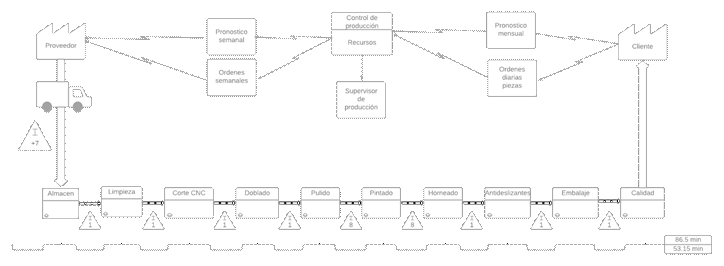 Control de
producción
Recursos
Proveedor
Pronostico
semanal
Ordenes
semanales
Pronostico
mensual
Ordenes
diarias
piezas
Cliente
Supervisor
de
producción
I
+7
Almacen
Limpieza
Corte CNC
Doblado
Pulido
Pintado
Horneado
Antideslizantes
Embalaje
Calidad
I
1
I
1
I
1
I
1
I
8
I
8
I
1
I
1
I
1
86.5 min
53.15 min